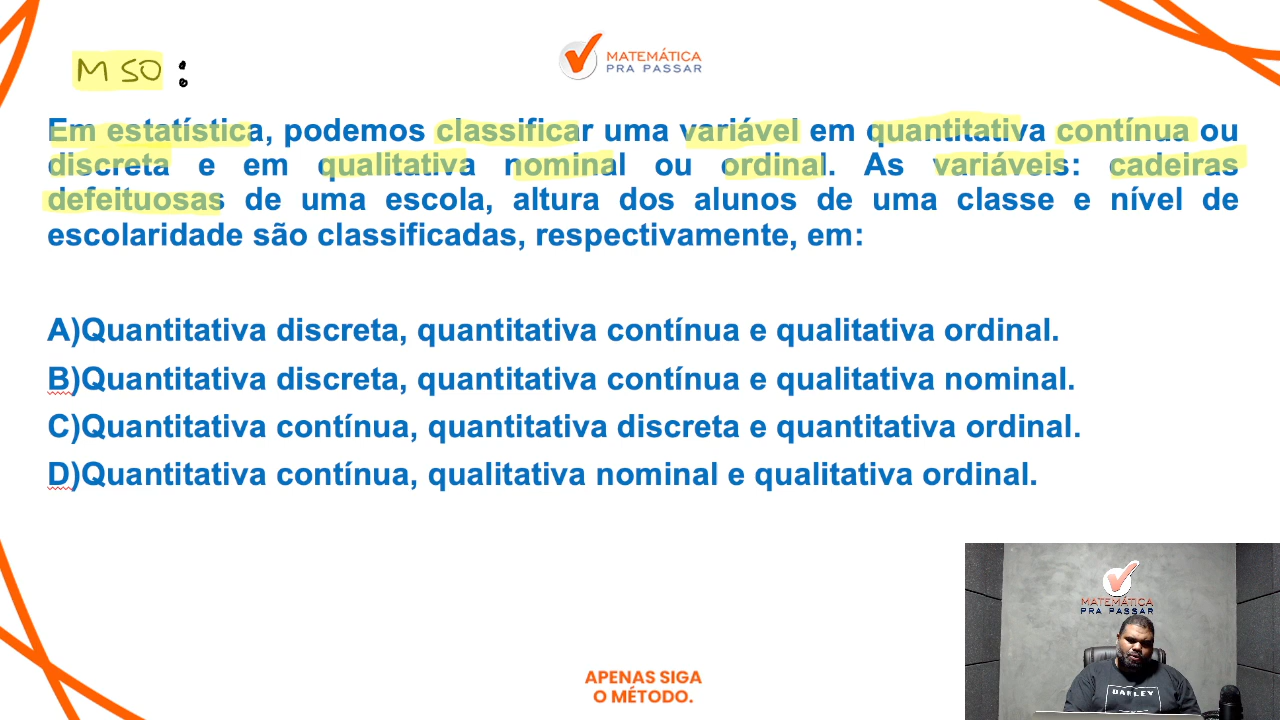 MSO:
MATEMÁTICA
PRA PASSAR
Em estatística, podemos classificar uma variável em quantitativa contínua ou
discreta e em qualitativa nominal ou ordinal. As variáveis: cadeiras
defeituosas de uma escola, altura dos alunos de uma classe e nível de
escolaridade são classificadas, respectivamente, em:
A)Quantitativa discreta, quantitativa contínua e qualitativa ordinal.
B)Quantitativa discreta, quantitativa contínua e qualitativa nominal.
C)Quantitativa contínua, quantitativa discreta e quantitativa ordinal.
D)Quantitativa contínua, qualitativa nominal e qualitativa ordinal.
MATEMÁTICA
PRA PASSAR
OARLEY
APENAS SIGA
O MÉTODO.